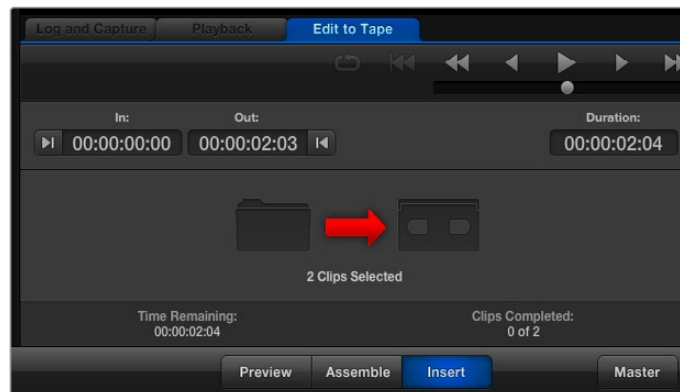 Log and Capture Playback Edit to Tape
In: Out: Duration:
00:00:00:00 00:00:02:03 00:00:02:04
2 Clips Selected
Time Remaining: Clips Completed:
00:00:02:04 0 of 2
Preview Assemble Insert Master